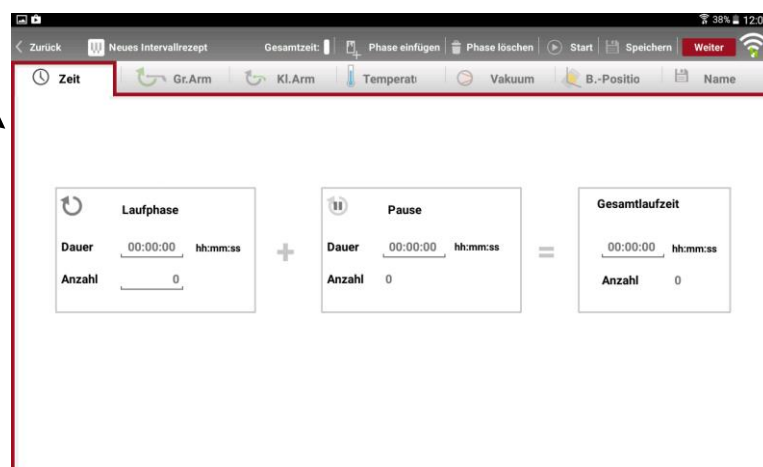 38% 12:0
Zurück Neues Intervallrezept Gesamtzeit: Phase einfügen Phase löschen Start Speichern Weiter
Zeit Gr.Arm Kl.Arm Temperatu Vakuum B.-Positio Name
Laufphase Pause Gesamtlaufzeit
Dauer 00:00:00 hh:mm:ss + Dauer 00:00:00 hh:mm:ss = 00:00:00 hh:mm:ss
Anzahl 0 Anzahl 0 Anzahl 0